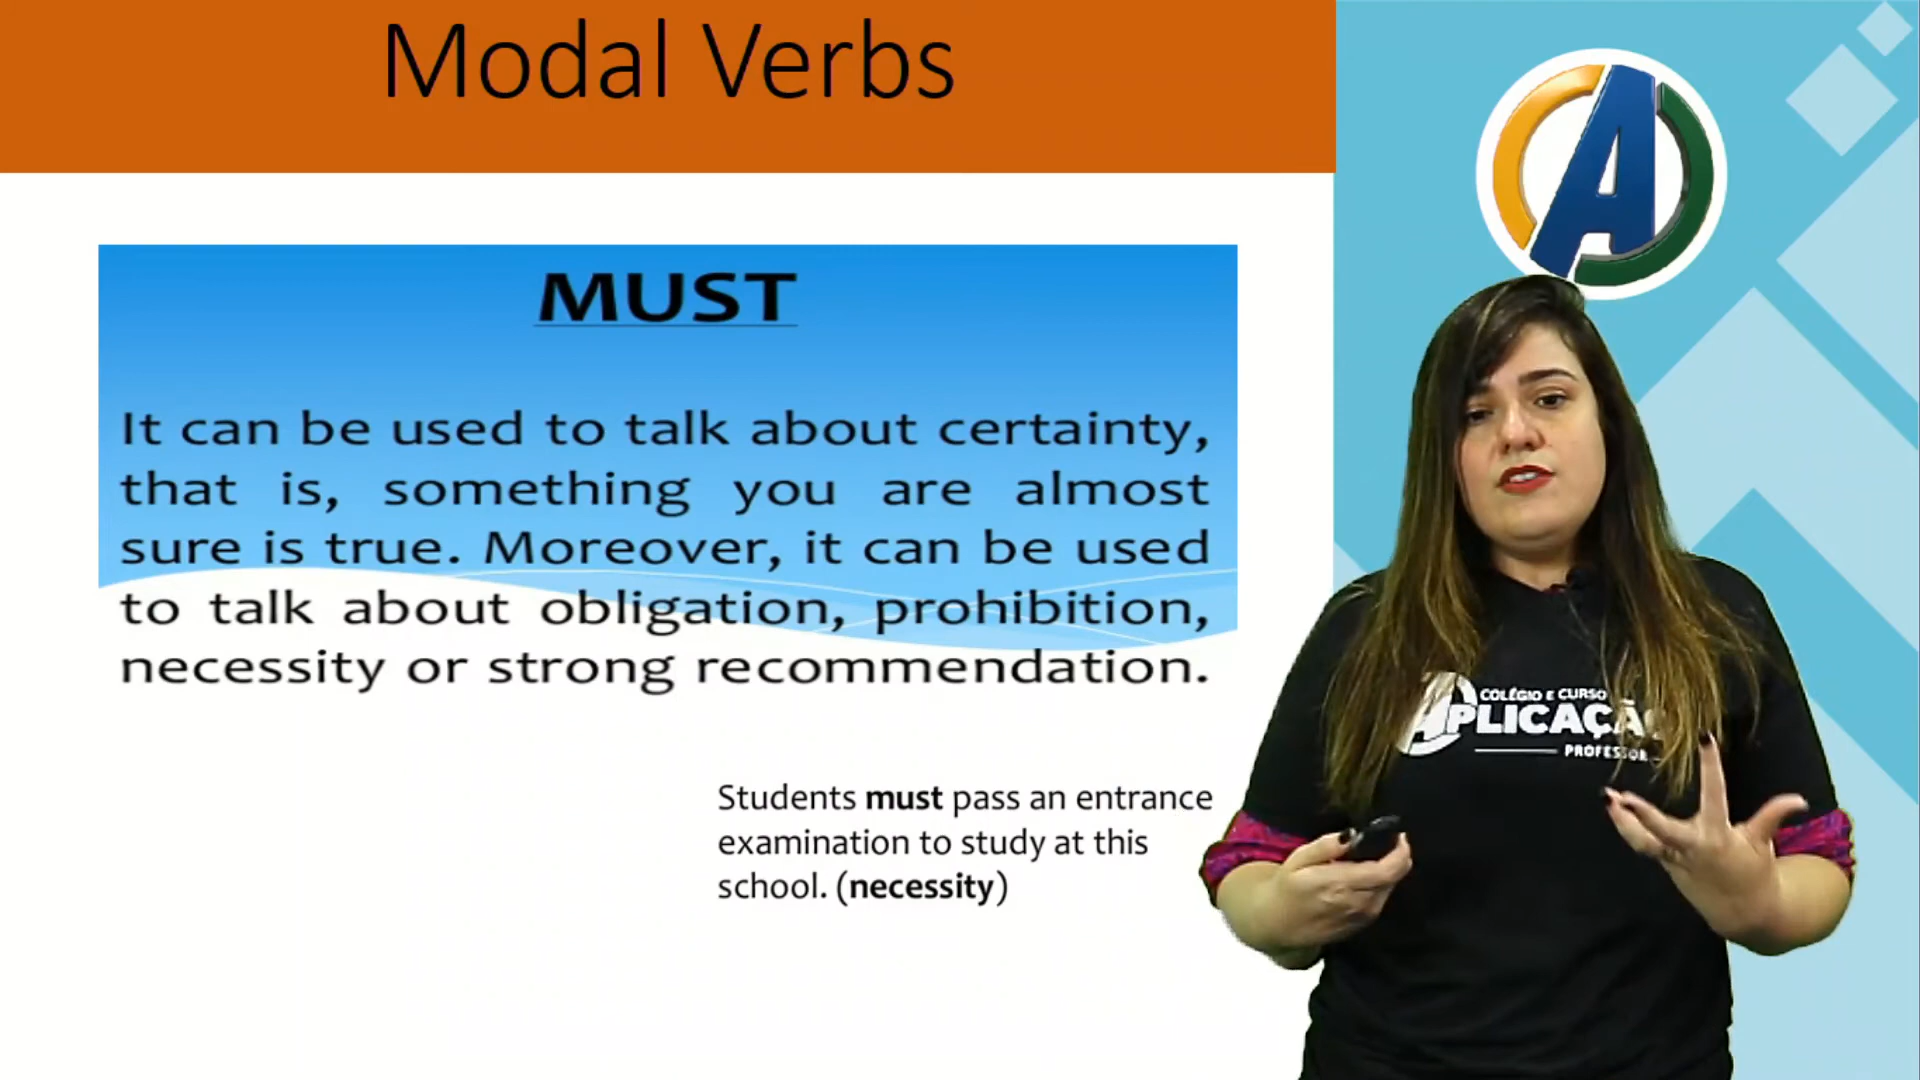 Modal Verbs
MUST
It can be used to talk about certainty,
that is, something you are almost
sure is true. Moreover, it can be used
to talk about obligation, prohibition,
necessity or strong recommendation.
Students must pass an entrance
examination to study at this
school. (necessity)
A
COLÉGIO E CURSO
APLICAÇÃO
PROFESSOR